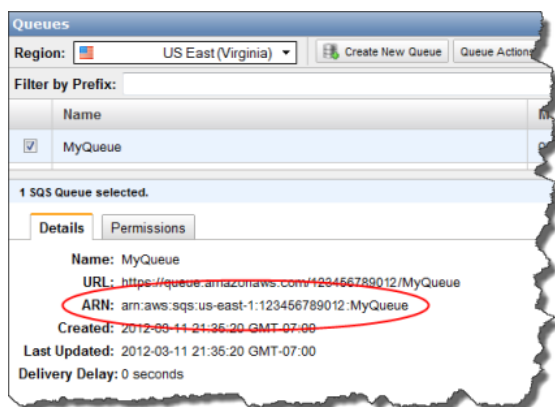 Queues
Region: US East (Virginia) Create New Queue Queue Actions
Filter by Prefix:
Name
MyQueue
1 SQS Queue selected.
Details Permissions
Name: MyQueue
URL: https://queue.amazonaws.com/123456789012/MyQueue
ARN: arn:aws:sqs:us-east-1:123456789012:MyQueue
Created: 2012-03-11 21:35:20 GMT-07:00
Last Updated: 2012-03-11 21:35:20 GMT-07:00
Delivery Delay: 0 seconds